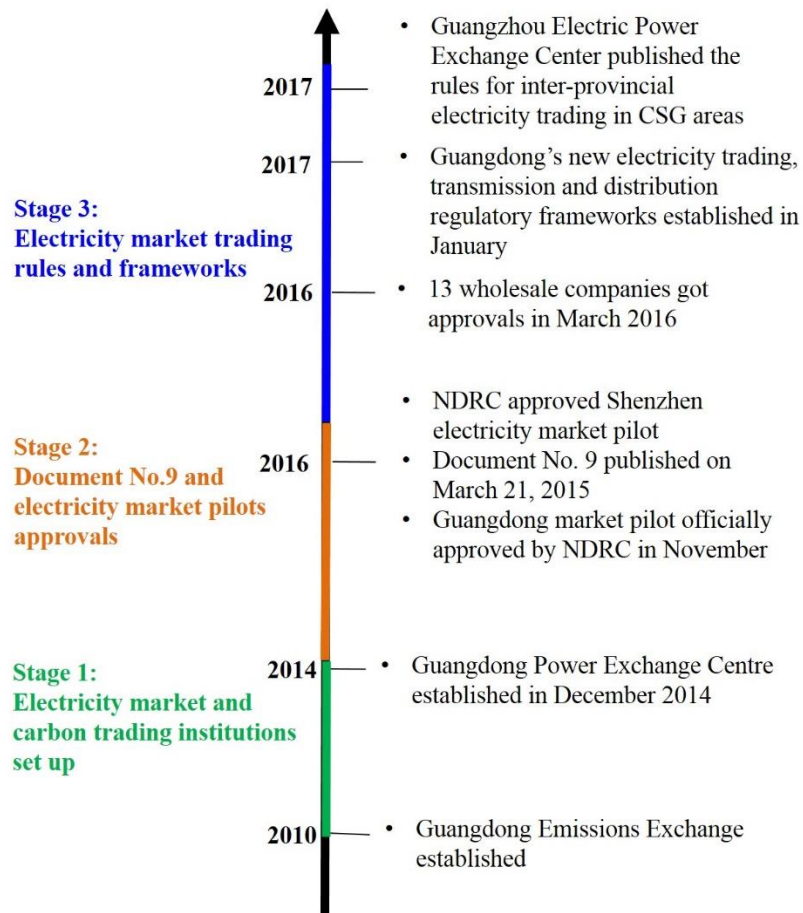 • Guangzhou Electric Power
Exchange Center published the
rules for inter-provincial
electricity trading in CSG areas
2017
2017
• Guangdong’s new electricity trading,
transmission and distribution
regulatory frameworks established in
January
Stage 3:
Electricity market trading
rules and frameworks
2016
• 13 wholesale companies got
approvals in March 2016
• NDRC approved Shenzhen
electricity market pilot
• Document No. 9 published on
March 21, 2015
• Guangdong market pilot officially
approved by NDRC in November
Stage 2:
Document No.9 and
electricity market pilots
approvals
2016
Stage 1:
Electricity market and
carbon trading institutions
set up
2014
• Guangdong Power Exchange Centre
established in December 2014
2010
• Guangdong Emissions Exchange
established